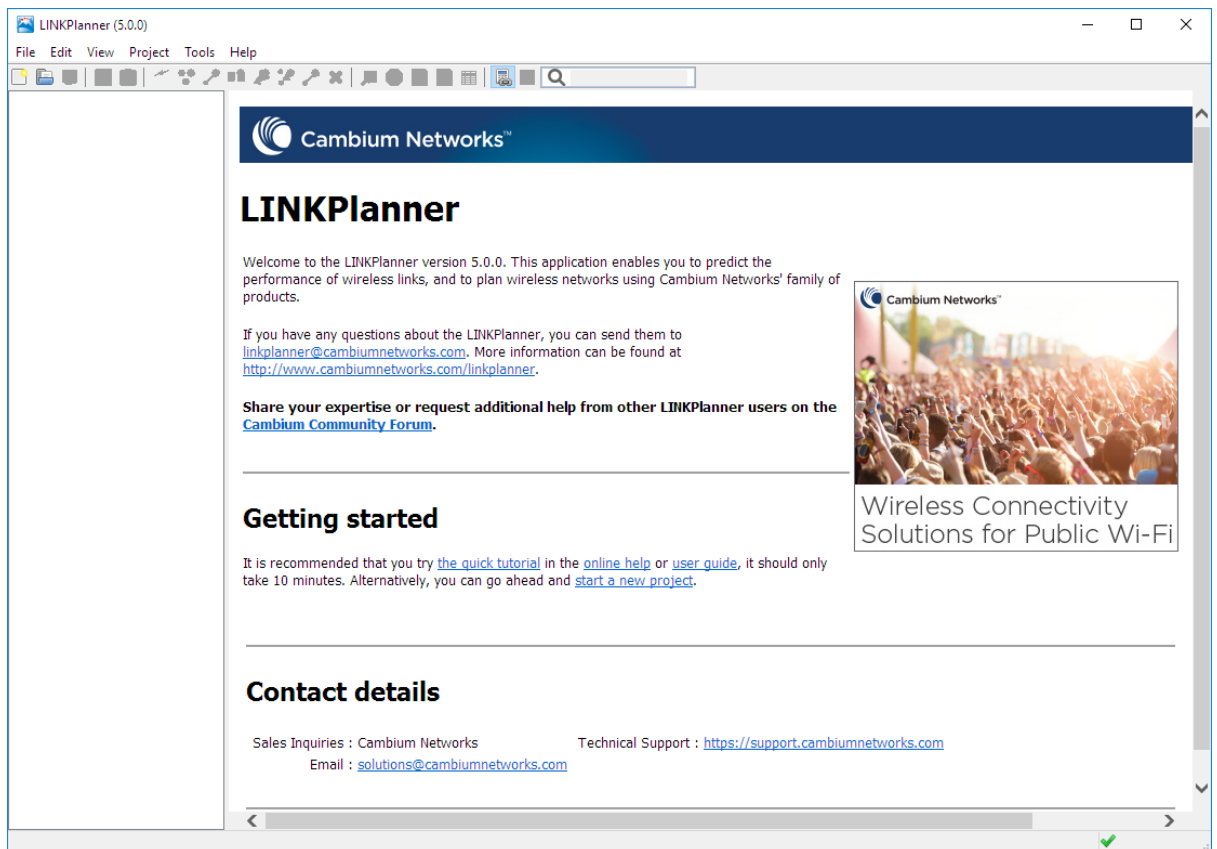 LINKPlanner (5.0.0)
File Edit View Project Tools Help
Cambium Networks™
LINKPlanner
Welcome to the LINKPlanner version 5.0.0. This application enables you to predict the
performance of wireless links, and to plan wireless networks using Cambium Networks' family of
products.
If you have any questions about the LINKPlanner, you can send them to
linkplanner@cambiumnetworks.com. More information can be found at
http://www.cambiumnetworks.com/linkplanner.
Share your expertise or request additional help from other LINKPlanner users on the
Cambium Community Forum.
Cambium Networks™
Wireless Connectivity
Solutions for Public Wi-Fi
Getting started
It is recommended that you try the quick tutorial in the online help or user guide, it should only
take 10 minutes. Alternatively, you can go ahead and start a new project.
Contact details
Sales Inquiries : Cambium Networks Technical Support : https://support.cambiumnetworks.com
Email : solutions@cambiumnetworks.com